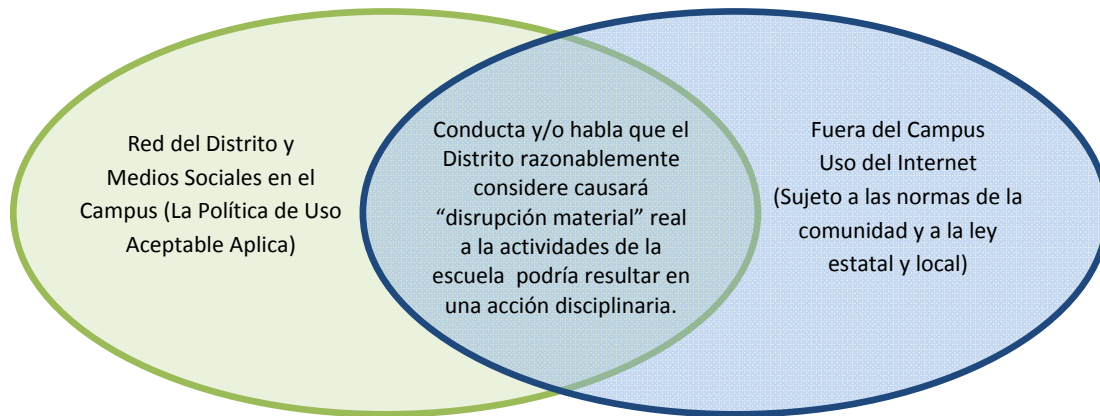 Red del Distrito y
Medios Sociales en el
Campus (La Política de Uso
Aceptable Aplica)
Conducta y/o habla que el
Distrito razonablemente
considere causará
“disrupción material” real
a la actividades de la
escuela podría resultar en
una acción disciplinaria.
Fuera del Campus
Uso del Internet
(Sujeto a las normas de la
comunidad y a la ley
estatal y local)